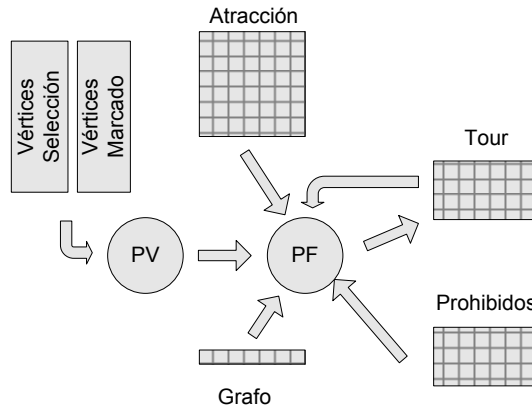 Atracción
Vértices
Selección
Vértices
Marcado
Tour
PV
PF
Prohibidos
Grafo